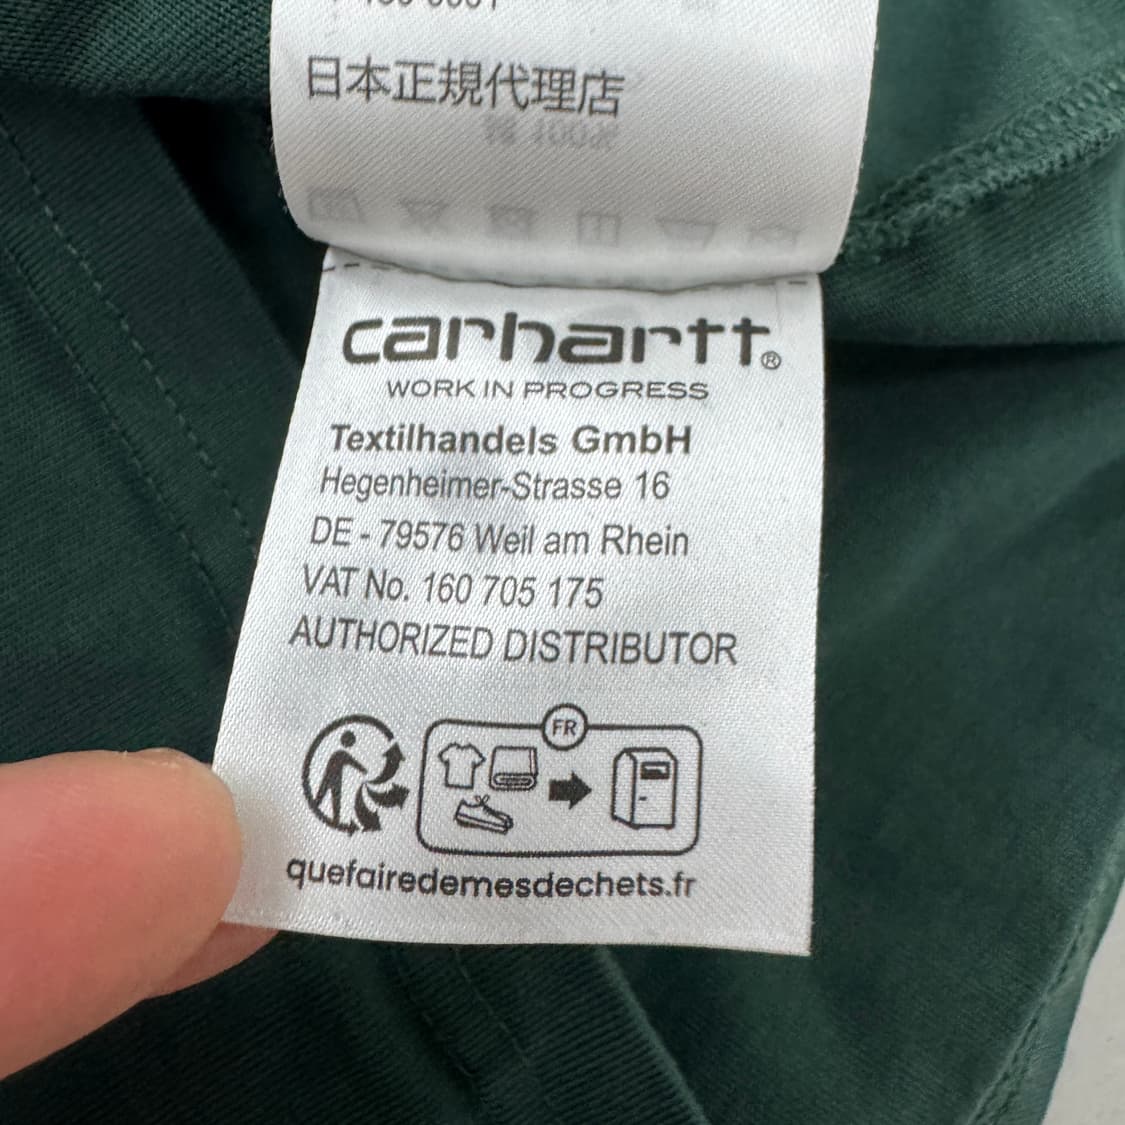 日本正規代理店
carhartt®
WORK IN PROGRESS
Textilhandels GmbH
Hegenheimer-Strasse 16
DE - 79576 Weil am Rhein
VAT No. 160 705 175
AUTHORIZED DISTRIBUTOR
FR
quefairedemesdechets.fr